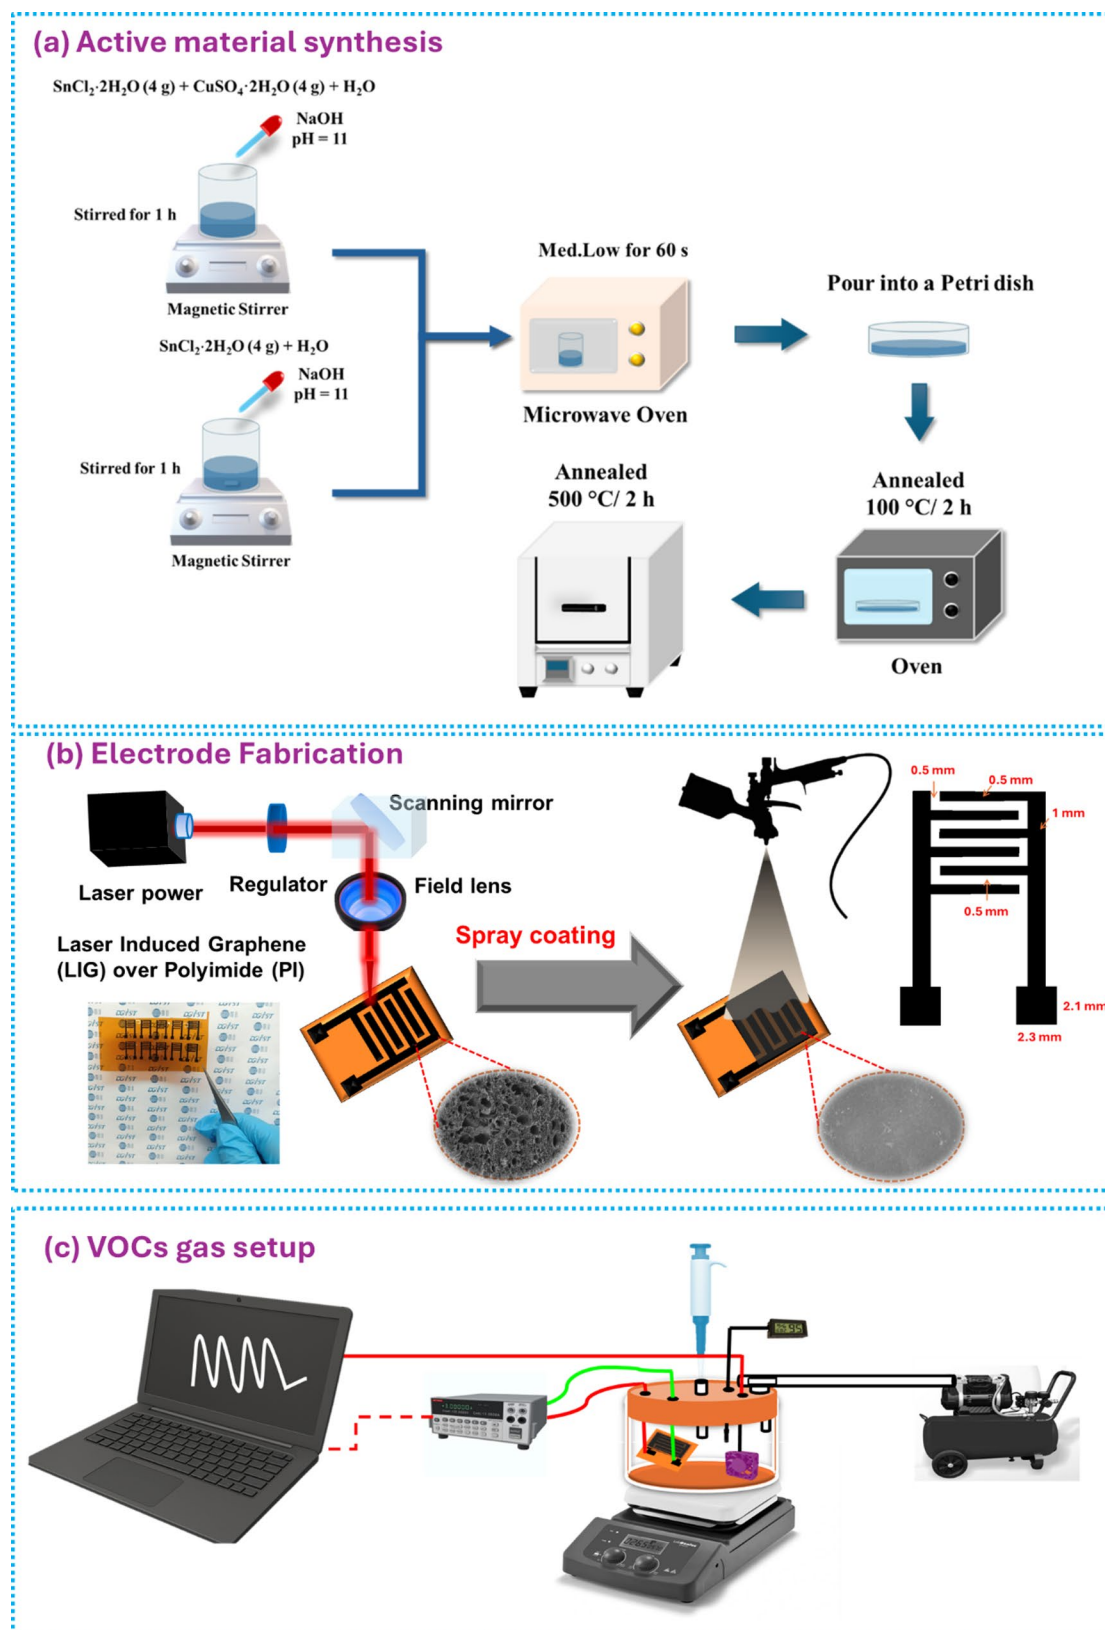 (a) Active material synthesis
SnCl₂·2H₂O (4 g) + CuSO₄·2H₂O (4 g) + H₂O
NaOH
pH = 11
Stirred for 1 h
Magnetic Stirrer
SnCl₂·2H₂O (4 g) + H₂O
NaOH
pH = 11
Stirred for 1 h
Magnetic Stirrer
Med.Low for 60 s
Microwave Oven
Pour into a Petri dish
Annealed
100 °C/ 2 h
Oven
Annealed
500 °C/ 2 h
(b) Electrode Fabrication
Scanning mirror
Laser power
Regulator
Field lens
Laser Induced Graphene
(LIG) over Polyimide (PI)
Spray coating
0.5 mm
0.5 mm
1 mm
0.5 mm
2.1 mm
2.3 mm
(c) VOCs gas setup